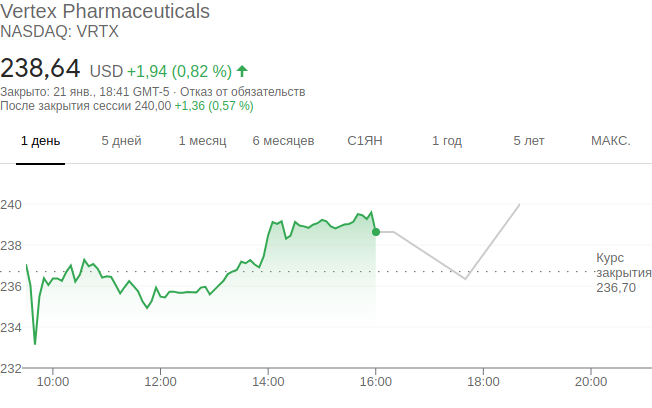 Vertex Pharmaceuticals
NASDAQ: VRTX
238,64 USD +1,94 (0,82 %)
Закрыто: 21 янв., 18:41 GMT-5 · Отказ от обязательств
После закрытия сессии 240,00 +1,36 (0,57 %)
1 день 5 дней 1 месяц 6 месяцев С1ЯН 1 год 5 лет МАКС.
240
238
236
234
232
Курс
закрытия
236,70
10:00 12:00 14:00 16:00 18:00 20:00